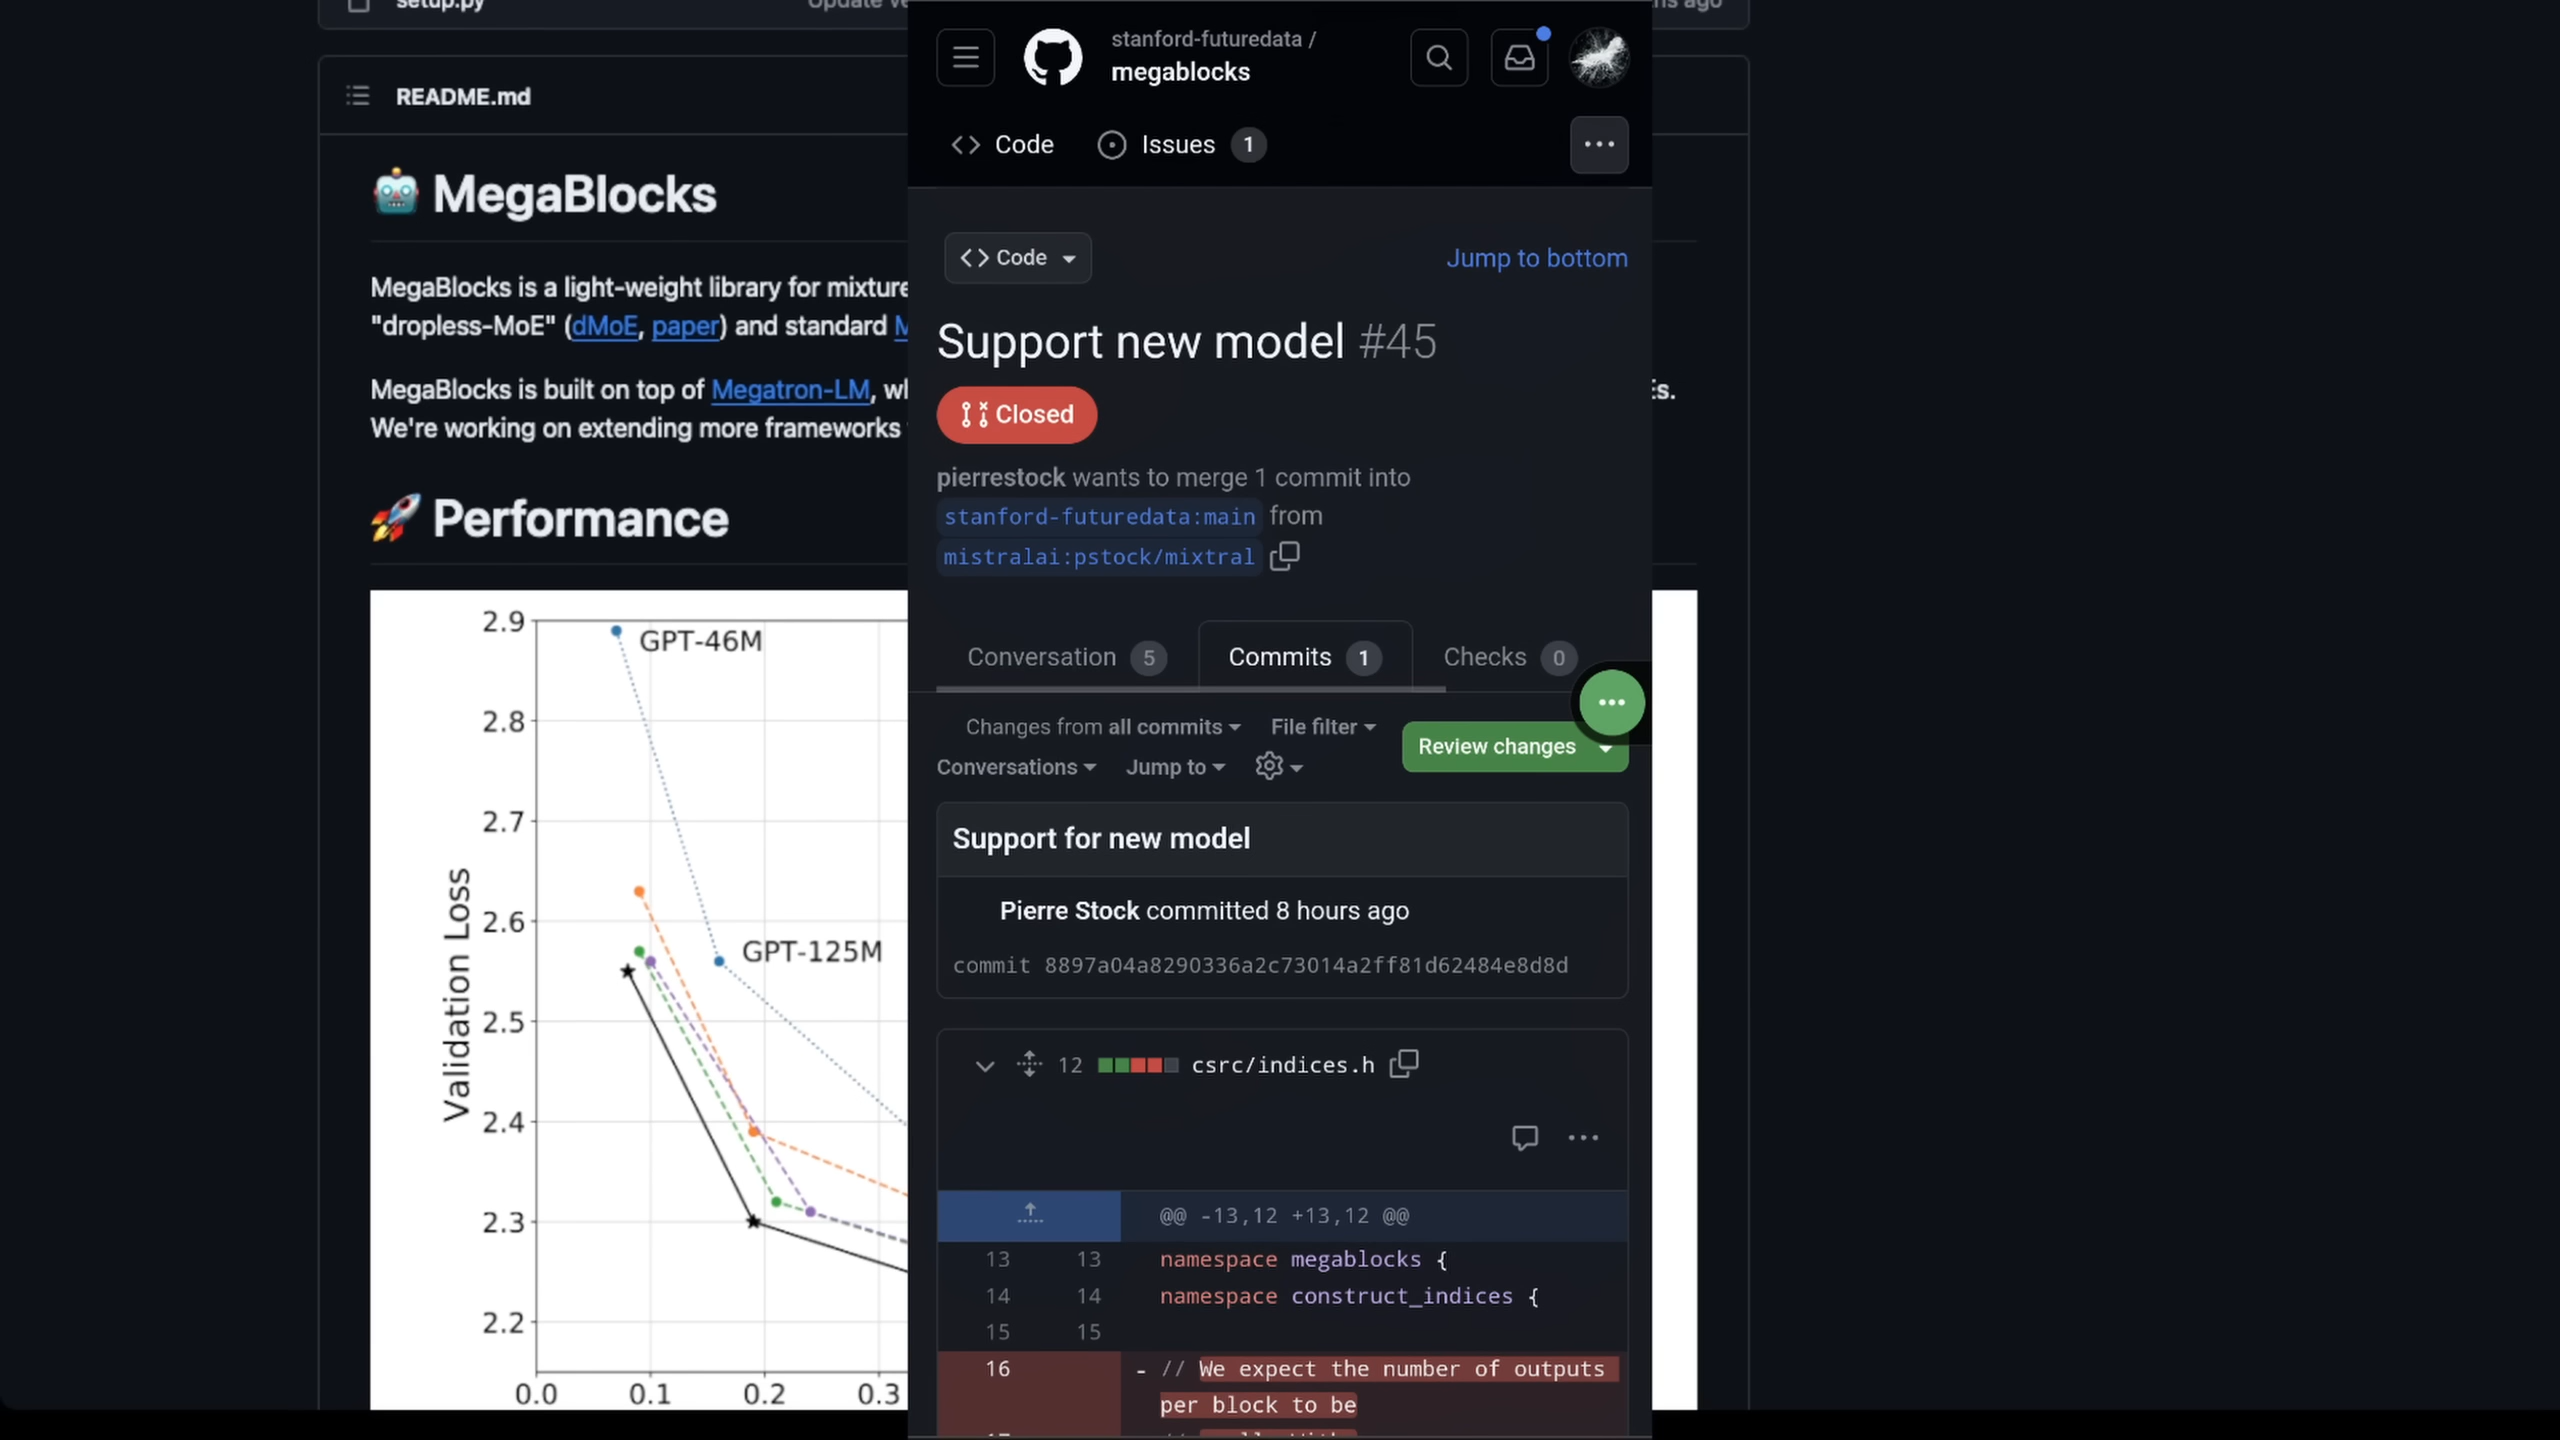 setup.py
README.md
MegaBlocks
MegaBlocks is a light-weight library for mixture
"dropless-MoE" (dMoE, paper) and standard M
MegaBlocks is built on top of Megatron-LM, wh
We're working on extending more frameworks
Performance
2.9
GPT-46M
2.8
2.7
2.6
GPT-125M
2.5
2.4
2.3
2.2
Validation Loss
0.0 0.1 0.2 0.3
stanford-futuredata /
megablocks
Code Issues 1
Code
Jump to bottom
Support new model #45
Closed
pierrestock wants to merge 1 commit into
stanford-futuredata:main from
mistralai:pstock/mixtral
Conversation 5 Commits 1 Checks 0
Changes from all commits File filter
Conversations Jump to
Review changes
Support for new model
Pierre Stock committed 8 hours ago
commit 8897a04a8290336a2c73014a2ff81d62484e8d8d
12 csrc/indices.h
@@ -13,12 +13,12 @@
13 13 namespace megablocks {
14 14 namespace construct_indices {
15 15
16 - // We expect the number of outputs
per block to be